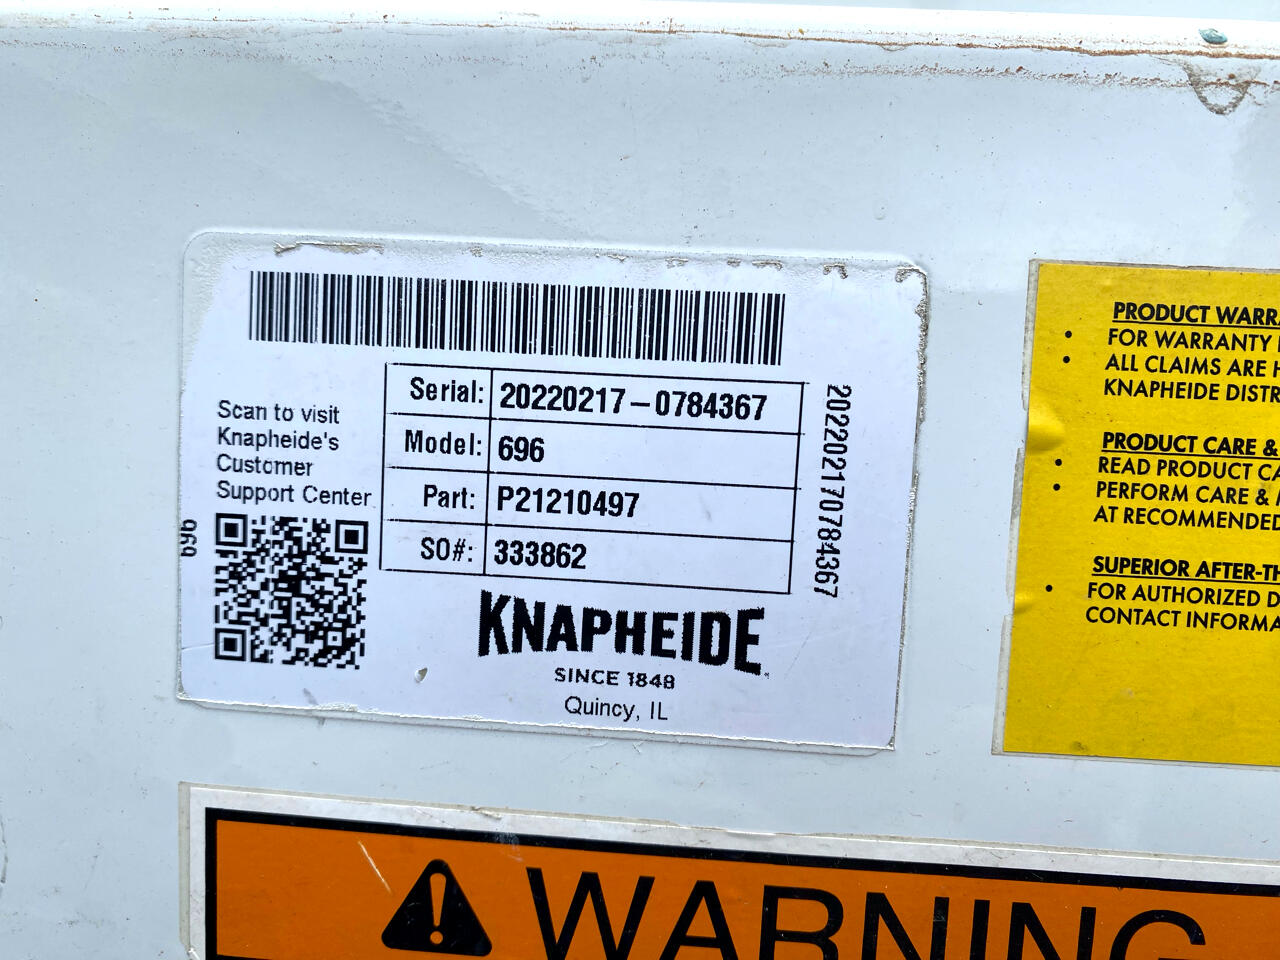 Serial: 20220217-0784367
Model: 696
Part: P21210497
SO#: 333862
202202170784367
Scan to visit
Knapheide's
Customer
Support Center
696
KNAPHEIDE
SINCE 1848
Quincy, IL
PRODUCT WARRA
• FOR WARRANTY
• ALL CLAIMS ARE H
KNAPHEIDE DISTR
PRODUCT CARE &
• READ PRODUCT CA
• PERFORM CARE &
AT RECOMMENDED
SUPERIOR AFTER-TH
• FOR AUTHORIZED D
CONTACT INFORMA
WARNING